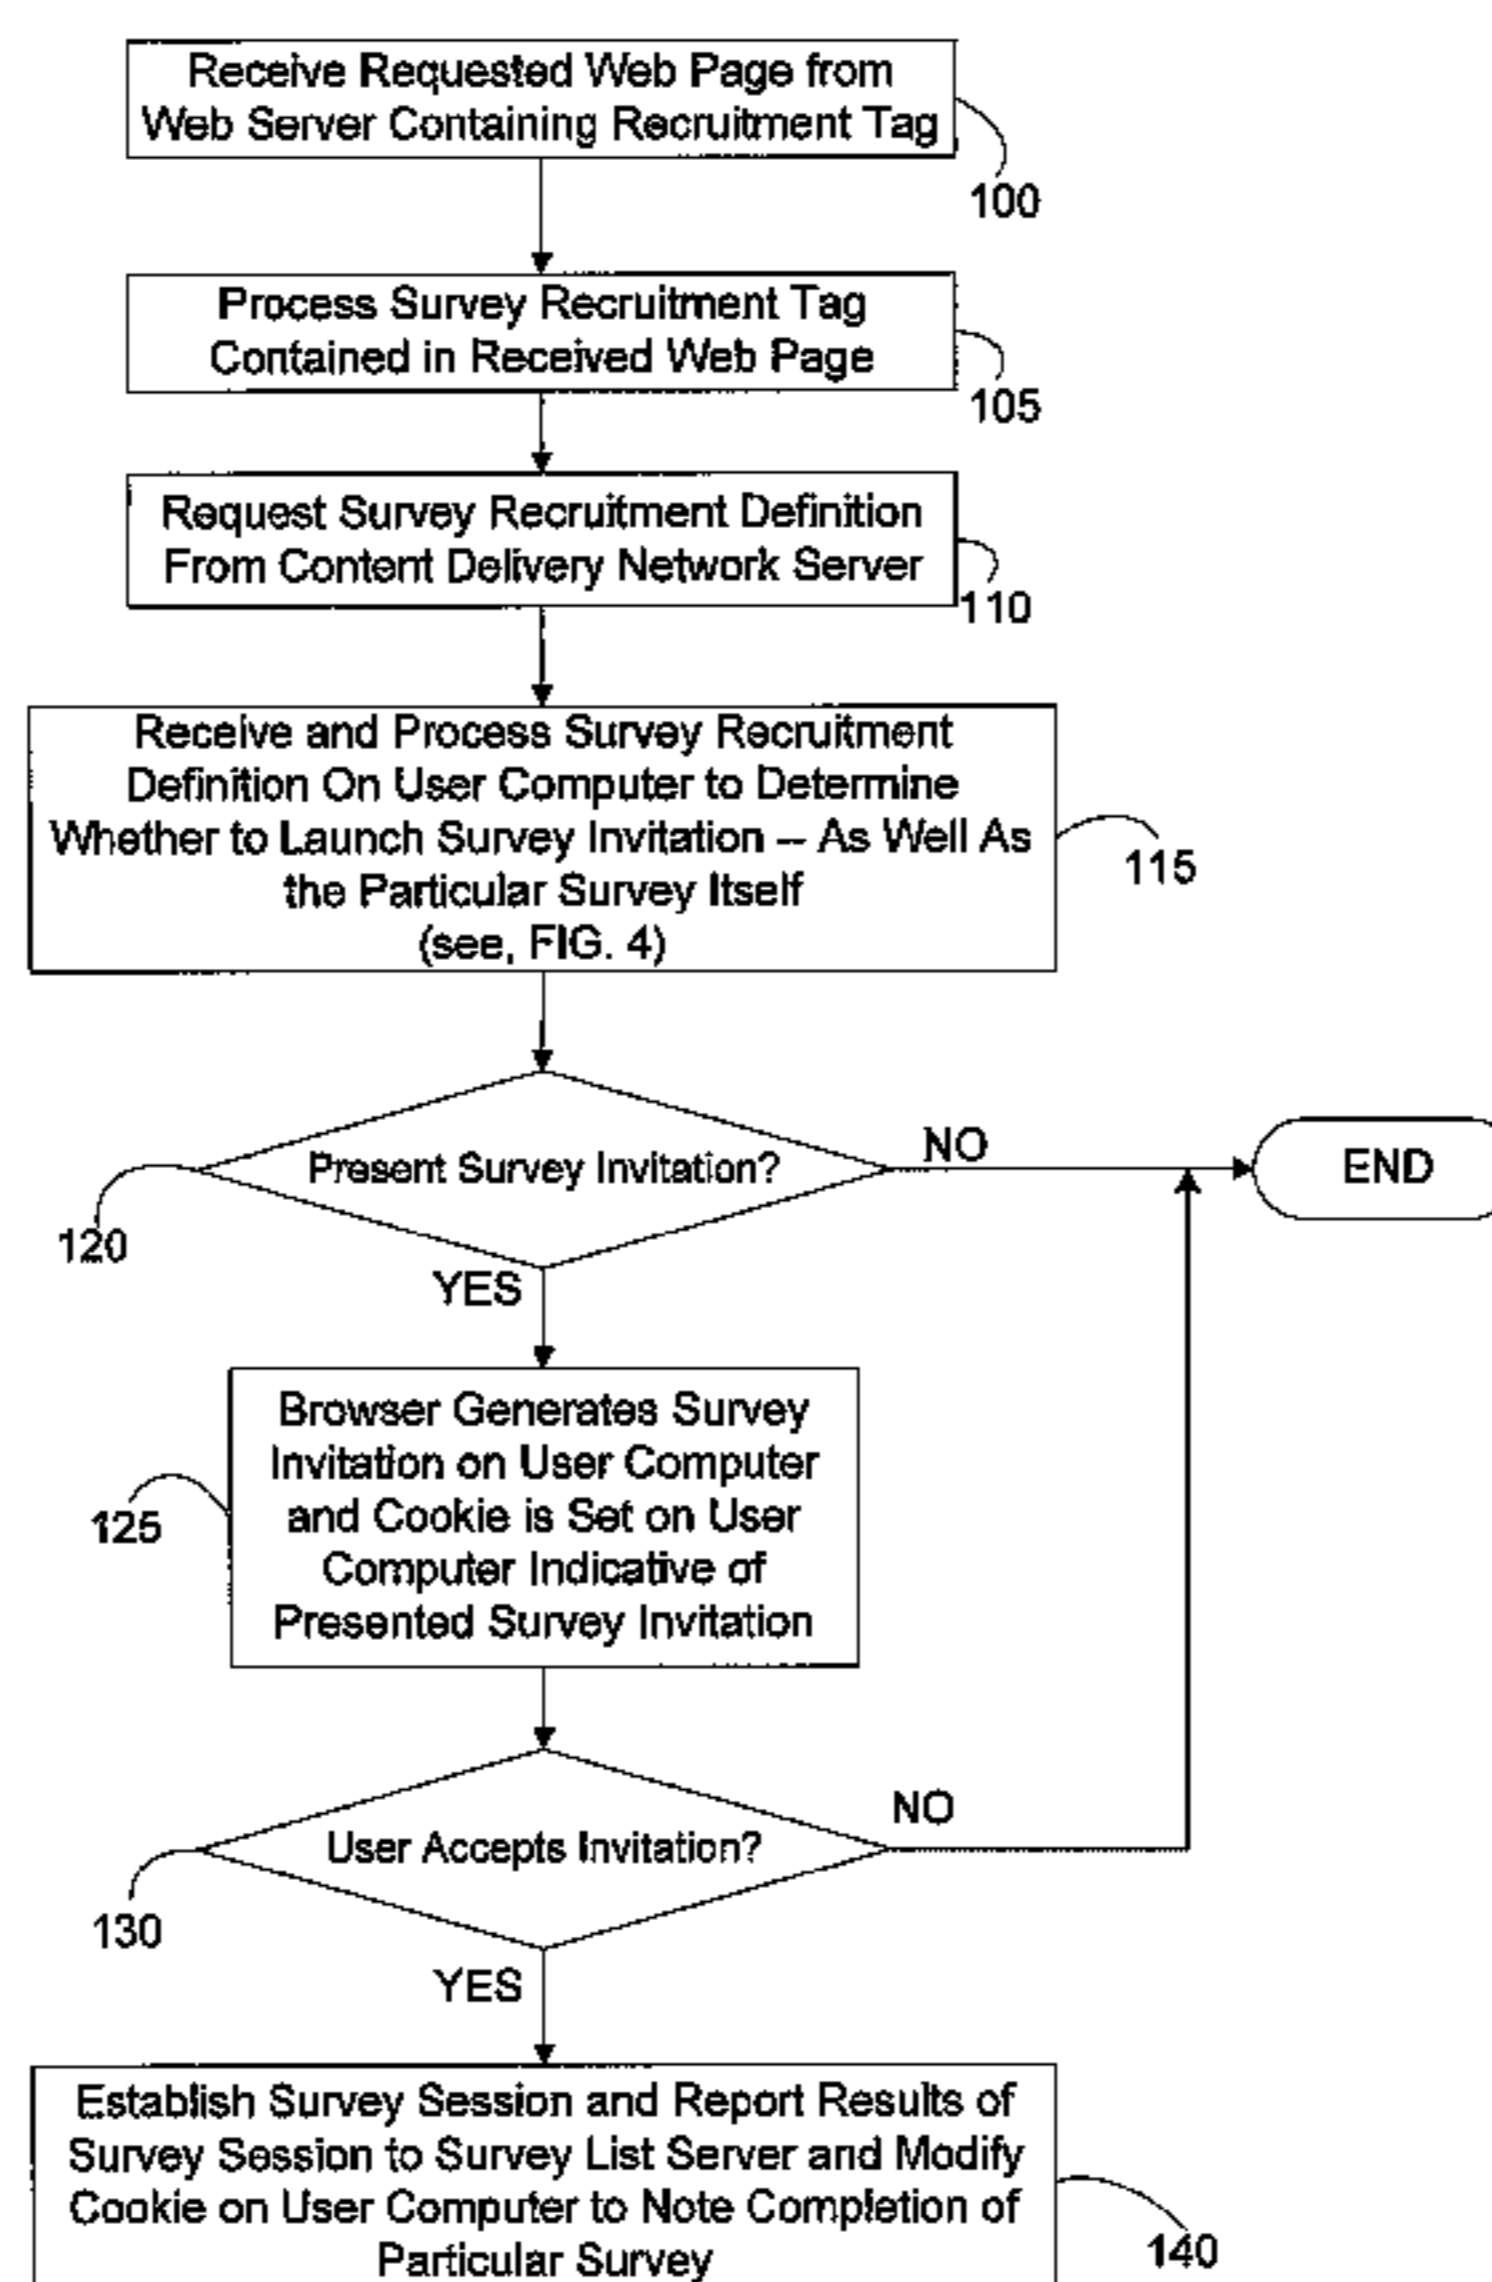 Receive Requested Web Page from
Web Server Containing Recruitment Tag
100
Process Survey Recruitment Tag
Contained in Received Web Page
105
Request Survey Recruitment Definition
From Content Delivery Network Server
110
Receive and Process Survey Recruitment
Definition On User Computer to Determine
Whether to Launch Survey Invitation -- As Well As
the Particular Survey Itself
(see, FIG. 4)
115
Present Survey Invitation?
NO
END
120
YES
Browser Generates Survey
Invitation on User Computer
and Cookie is Set on User
Computer Indicative of
Presented Survey Invitation
125
User Accepts Invitation?
NO
130
YES
Establish Survey Session and Report Results of
Survey Session to Survey List Server and Modify
Cookie on User Computer to Note Completion of
Particular Survey
140